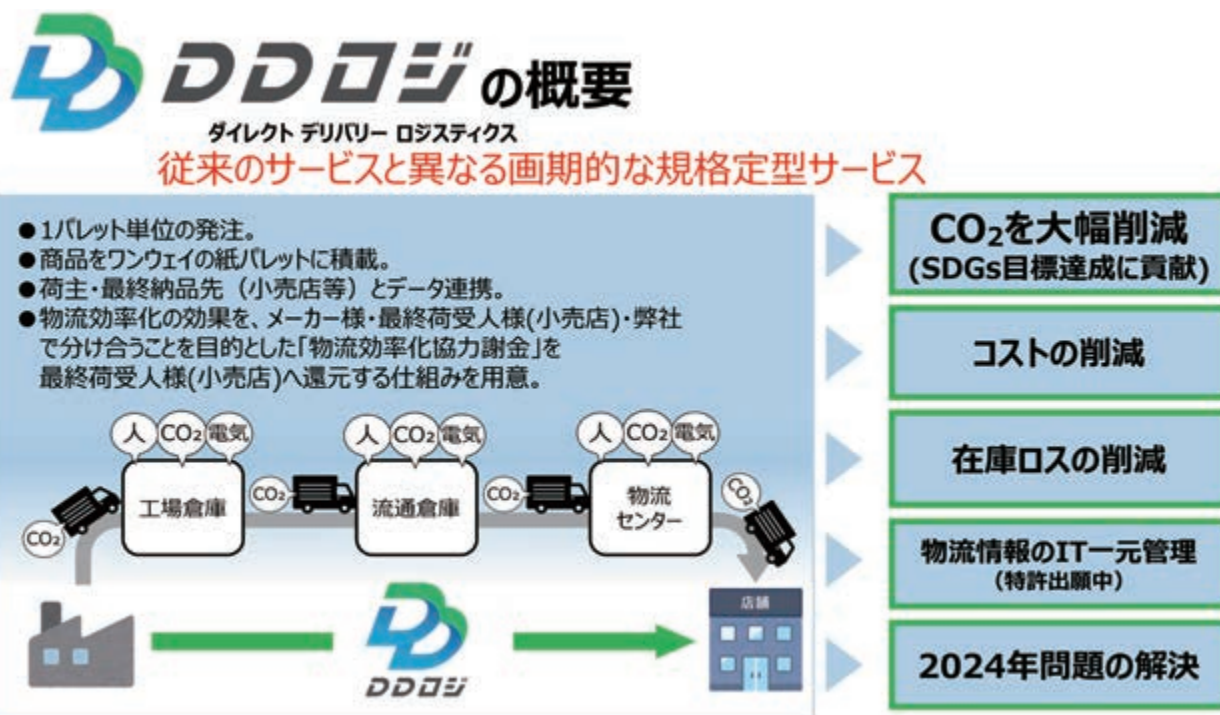 DDロジの概要
ダイレクト デリバリー ロジスティクス
従来のサービスと異なる画期的な規格定型サービス
●1パレット単位の発注。
●商品をワンウェイの紙パレットに積載。
●荷主・最終納品先（小売店等）とデータ連携。
●物流効率化の効果を、メーカー様・最終荷受人様(小売店)・弊社
で分け合うことを目的とした「物流効率化協力謝金」を
最終荷受人様(小売店)へ還元する仕組みを用意。
人 CO₂ 電気
人 CO₂ 電気
人 CO₂ 電気
CO₂
工場倉庫
CO₂
流通倉庫
CO₂
物流
センター
CO₂
店舗
DDロジ
CO₂を大幅削減
(SDGs目標達成に貢献)
コストの削減
在庫ロスの削減
物流情報のIT一元管理
(特許出願中)
2024年問題の解決